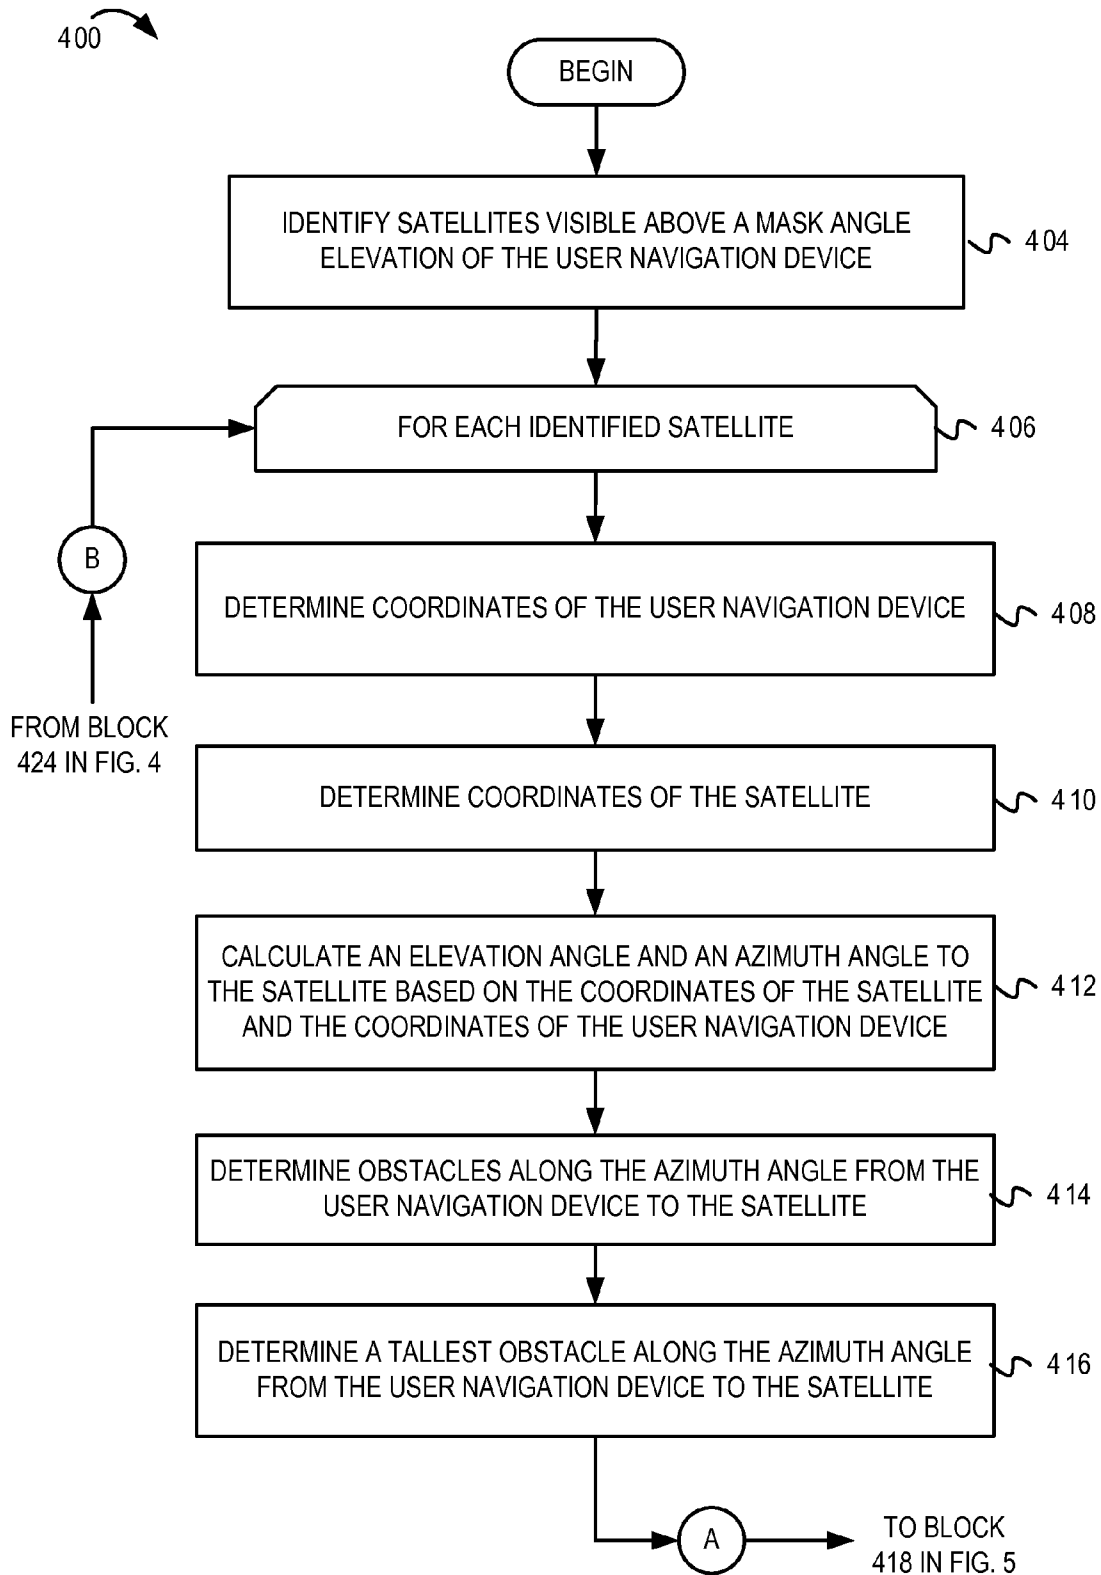 400
BEGIN
IDENTIFY SATELLITES VISIBLE ABOVE A MASK ANGLE
ELEVATION OF THE USER NAVIGATION DEVICE
404
FOR EACH IDENTIFIED SATELLITE
406
B
DETERMINE COORDINATES OF THE USER NAVIGATION DEVICE
408
FROM BLOCK
424 IN FIG. 4
DETERMINE COORDINATES OF THE SATELLITE
410
CALCULATE AN ELEVATION ANGLE AND AN AZIMUTH ANGLE TO
THE SATELLITE BASED ON THE COORDINATES OF THE SATELLITE
AND THE COORDINATES OF THE USER NAVIGATION DEVICE
412
DETERMINE OBSTACLES ALONG THE AZIMUTH ANGLE FROM THE
USER NAVIGATION DEVICE TO THE SATELLITE
414
DETERMINE A TALLEST OBSTACLE ALONG THE AZIMUTH ANGLE
FROM THE USER NAVIGATION DEVICE TO THE SATELLITE
416
A
TO BLOCK
418 IN FIG. 5